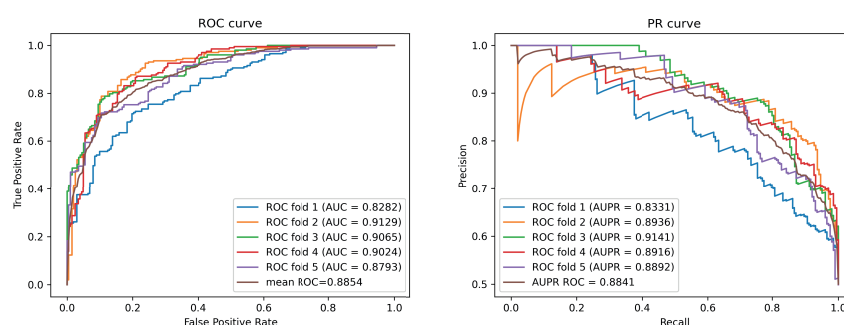 ROC curve
True Positive Rate
1.0
0.8
0.6
0.4
0.2
0.0
0.0
0.2
0.4
0.6
0.8
1.0
False Positive Rate
ROC fold 1 (AUC = 0.8282)
ROC fold 2 (AUC = 0.9129)
ROC fold 3 (AUC = 0.9065)
ROC fold 4 (AUC = 0.9024)
ROC fold 5 (AUC = 0.8793)
mean ROC=0.8854
PR curve
Precision
1.0
0.9
0.8
0.7
0.6
0.5
0.0
0.2
0.4
0.6
0.8
1.0
Recall
ROC fold 1 (AUPR = 0.8331)
ROC fold 2 (AUPR = 0.8936)
ROC fold 3 (AUPR = 0.9141)
ROC fold 4 (AUPR = 0.8916)
ROC fold 5 (AUPR = 0.8892)
AUPR ROC = 0.8841